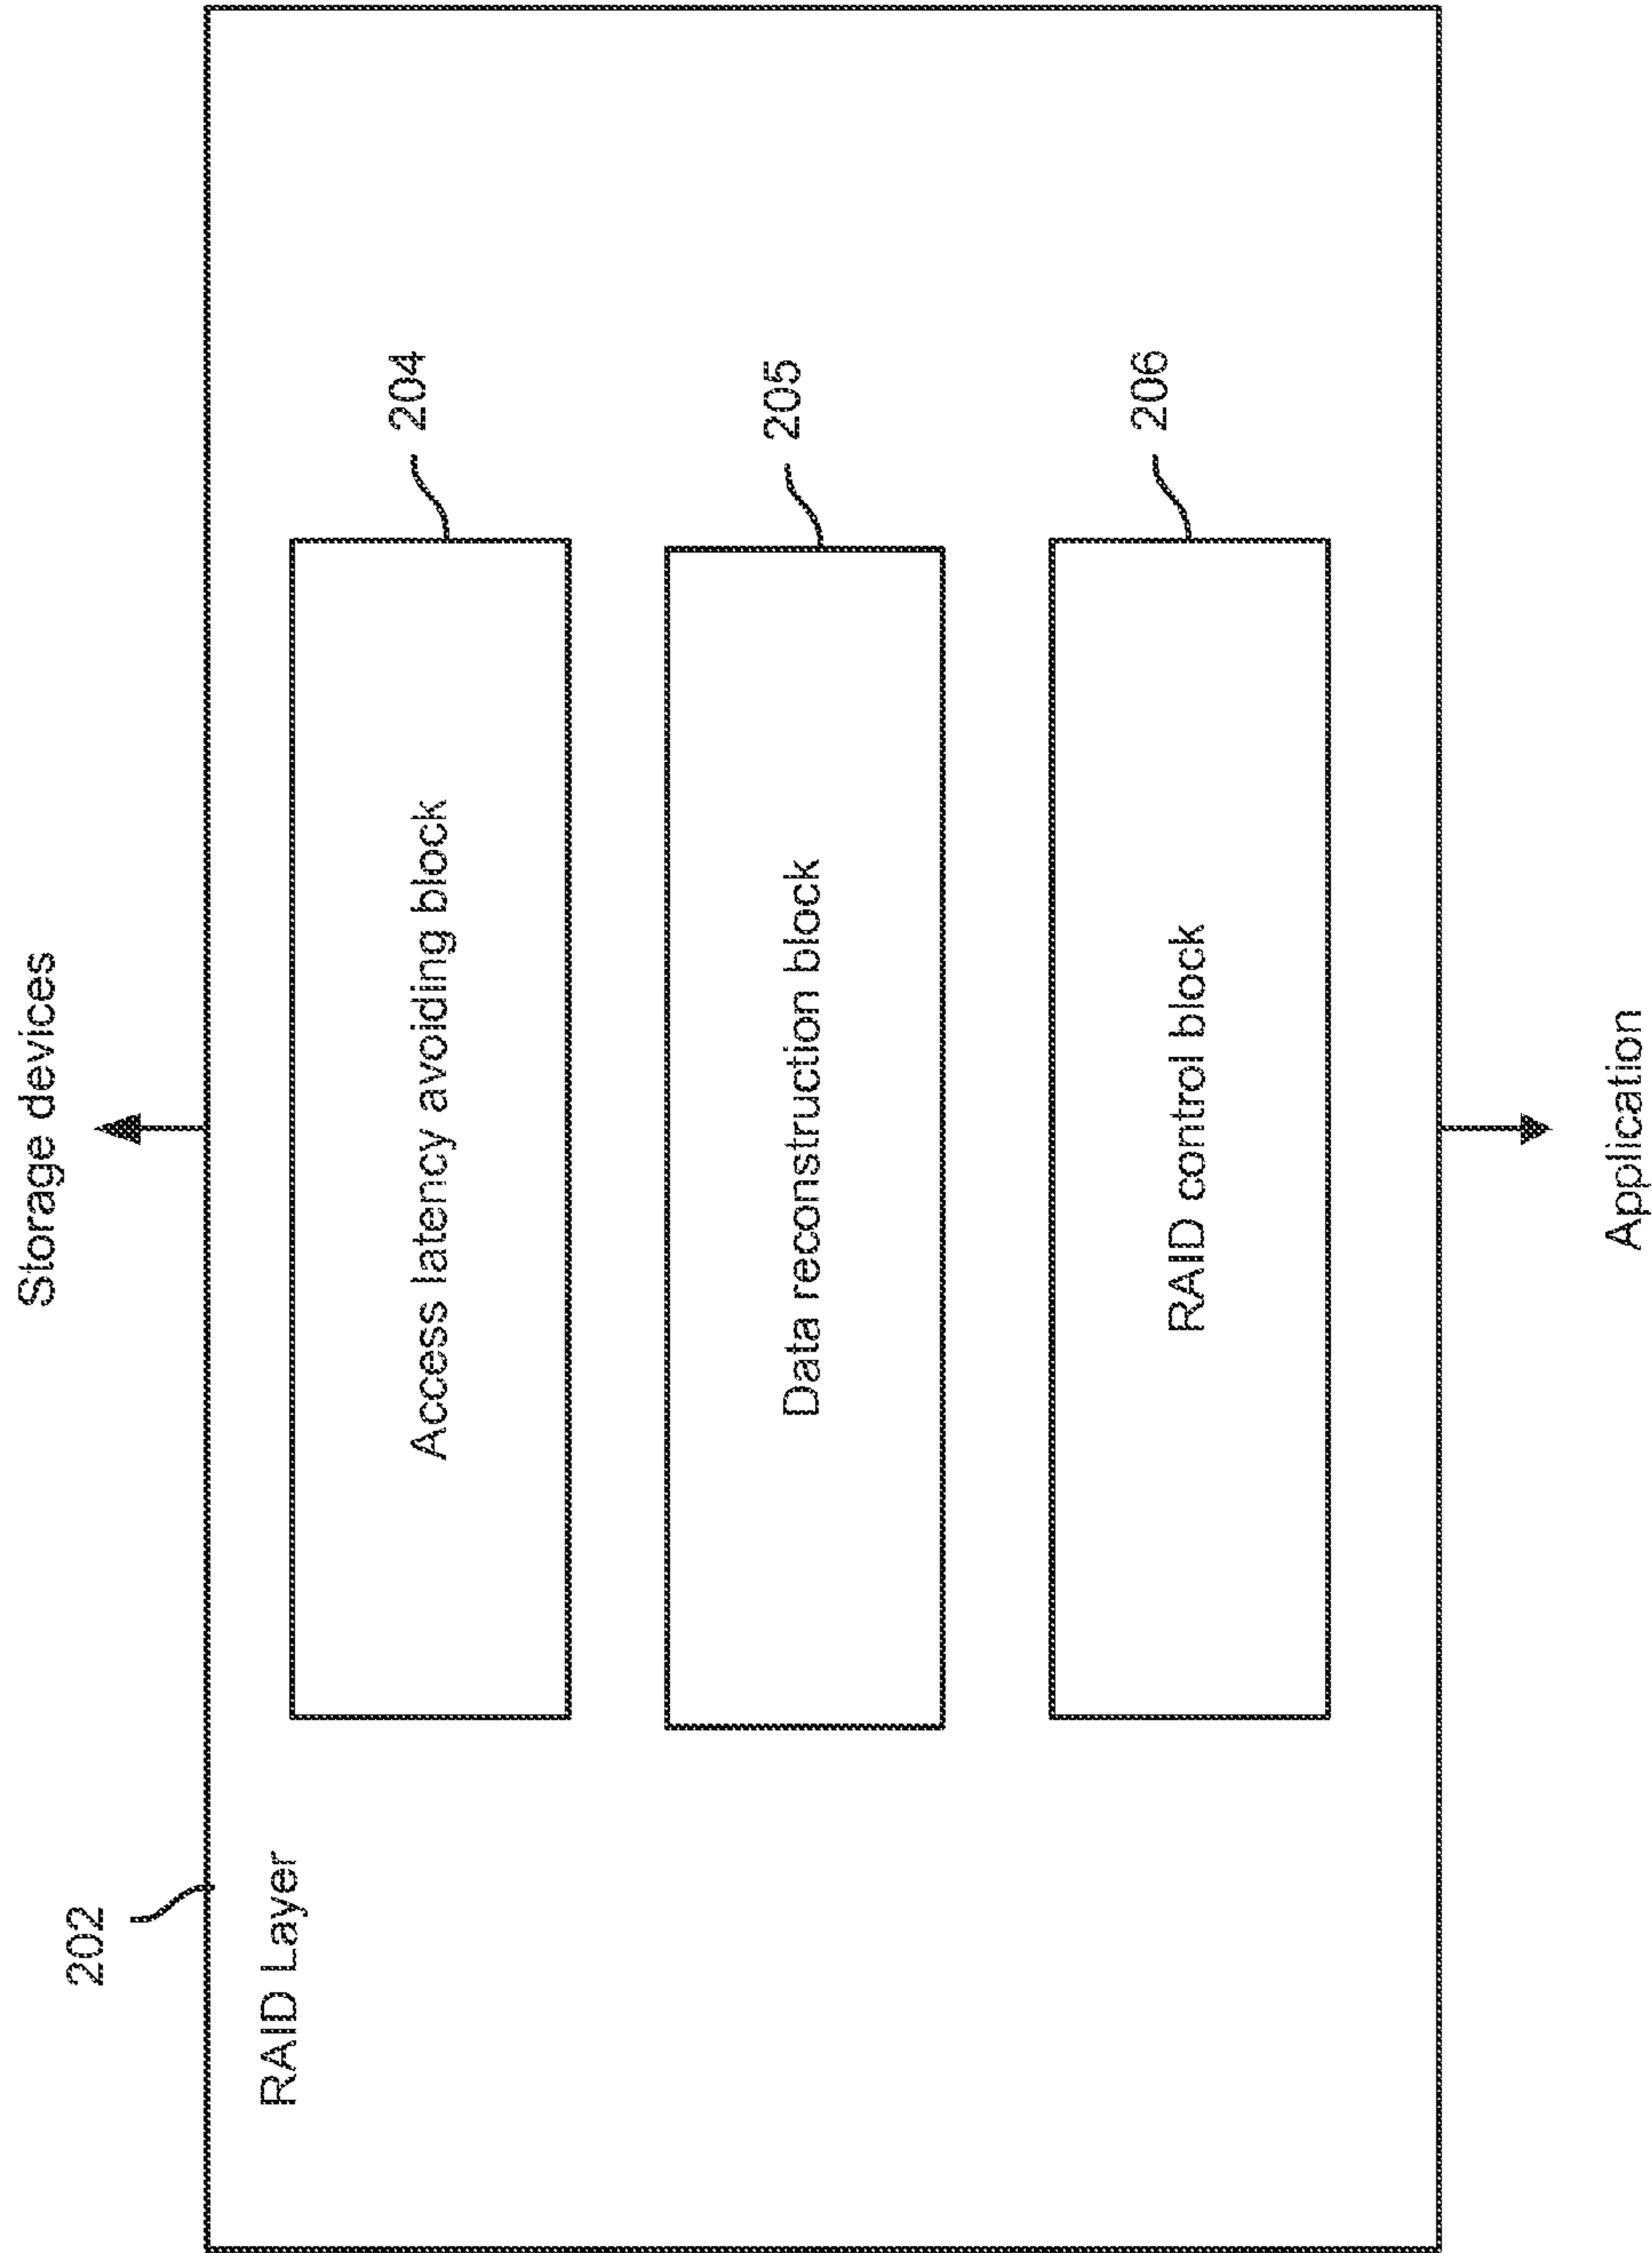 Storage devices
202
RAID Layer
Access latency avoiding block
204
Data reconstruction block
205
RAID control block
206
Application